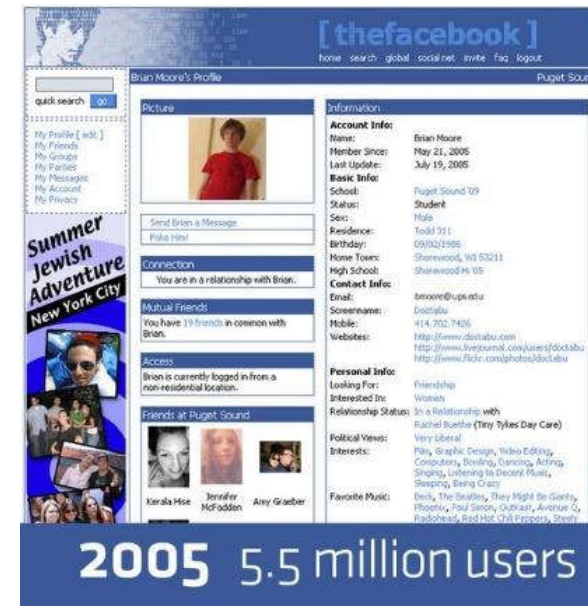 [ thefacebook ]
home search global social net invite faq logout
Brian Moore's Profile
Puget Sou
quick search go
My Profile [ edit ]
My Friends
My Groups
My Parties
My Messages
My Account
My Privacy
Summer
Jewish
Adventure
New York City
Picture
Send Brian a Message
Poke Him!
Connection
You are in a relationship with Brian.
Mutual Friends
You have 19 friends in common with
Brian.
Access
Brian is currently logged in from a
non-residential location.
Friends at Puget Sound
Kerala Hise
Jennifer
McFadden
Amy Graeber
Information
Account Info:
Name: Brian Moore
Member Since: May 21, 2005
Last Update: July 19, 2005
Basic Info:
School: Puget Sound '09
Status: Student
Sex: Male
Residence: Todd 311
Birthday: 09/02/1986
Home Town: Shorewood, WI 53211
High School: Shorewood Hi '05
Contact Info:
Email: bmoore@ups.edu
Screenname: Doctabu
Mobile: 414.702.7426
Websites: http://www.doctabu.com
http://www.livejournal.com/users/doctabu
http://www.flickr.com/photos/doctabu
Personal Info:
Looking For: Friendship
Interested In: Women
Relationship Status: In a Relationship with
Rachel Buethe (Tiny Tykes Day Care)
Political Views: Very Liberal
Interests: Film, Graphic Design, Video Editing,
Computers, Bowling, Dancing, Acting,
Singing, Listening to Decent Music,
Sleeping, Being Crazy
Favorite Music: Beck, The Beatles, They Might Be Giants,
Phoenix, Paul Simon, OutKast, Avenue Q,
Radiohead, Red Hot Chili Peppers, Steely
2005 5.5 million users